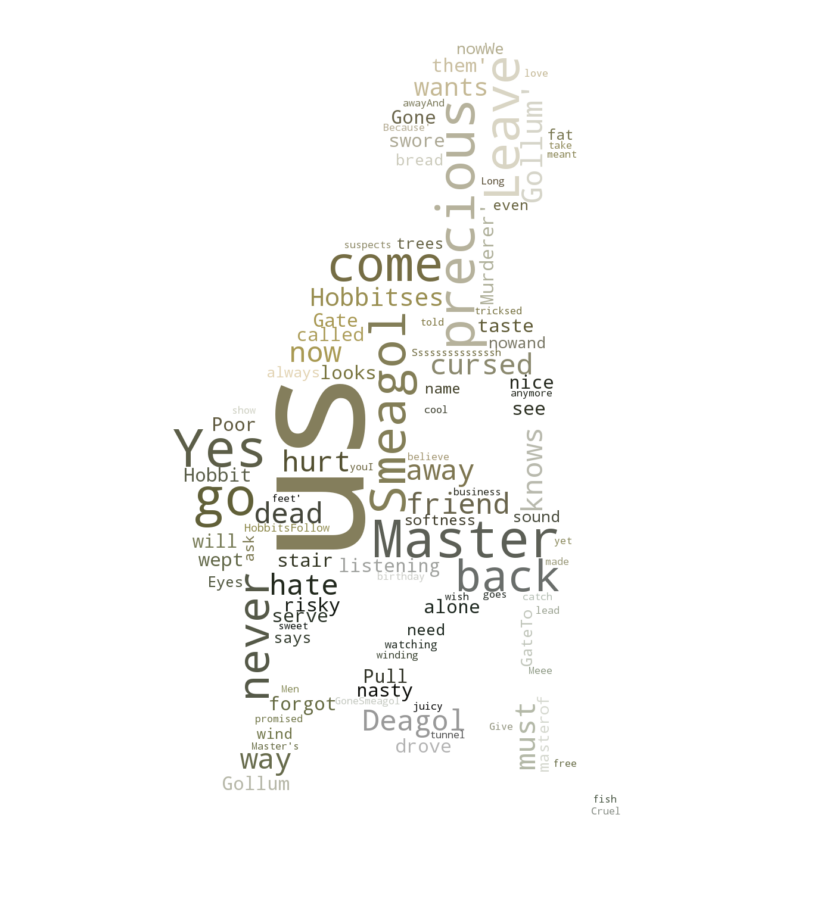 nowWe
them'
love
wants
Leave
awayAnd
precious
Gollum'
Gone
Because'
swore
fat
take
bread
meant
Long
even
Murderer'
suspects
trees
come
Hobbitses
tricksed
Gate
told
taste
called
Smeagol
nowand
now
Sssssssssssssh
cursed
always
looks
nice
name
anymore
us
cool
see
show
Poor
Yes
knows
hurt
believe
youI
away
Hobbit
go
feet'
business
friend
dead
softness
sound
HobbitsFollow
Master
will
ask
yet
wept
stair
listening
made
Eyes
birthday
back
never
hate
wish
goes
catch
risky
alone
lead
serve
sweet
need
GateTo
says
watching
winding
Meee
Pull
Men
nasty
forgot
GoneSmeagol
juicy
must
masterof
promised
Deagol
Give
wind
tunnel
Master's
drove
way
free
Gollum
fish
Cruel